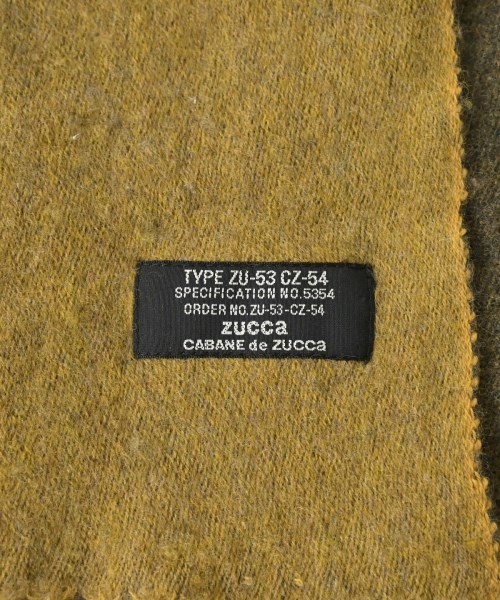 TYPE ZU-53 CZ-54
SPECIFICATION NO.5354
ORDER NO.ZU-53-CZ-54
zucca
CABANE de ZUCCa